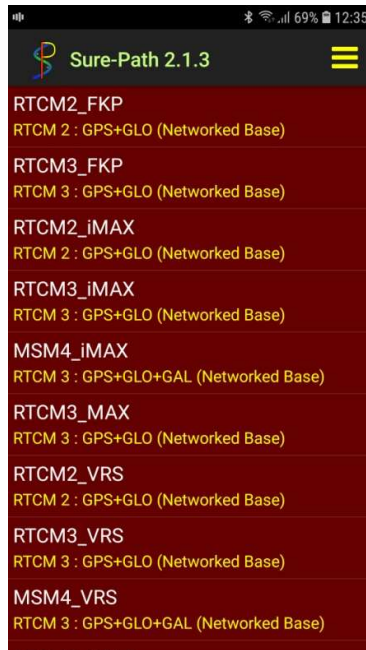 69% 12:35
Sure-Path 2.1.3
RTCM2_FKP
RTCM 2 : GPS+GLO (Networked Base)
RTCM3_FKP
RTCM 3 : GPS+GLO (Networked Base)
RTCM2_iMAX
RTCM 2 : GPS+GLO (Networked Base)
RTCM3_iMAX
RTCM 3 : GPS+GLO (Networked Base)
MSM4_iMAX
RTCM 3 : GPS+GLO+GAL (Networked Base)
RTCM3_MAX
RTCM 3 : GPS+GLO (Networked Base)
RTCM2_VRS
RTCM 2 : GPS+GLO (Networked Base)
RTCM3_VRS
RTCM 3 : GPS+GLO (Networked Base)
MSM4_VRS
RTCM 3 : GPS+GLO+GAL (Networked Base)